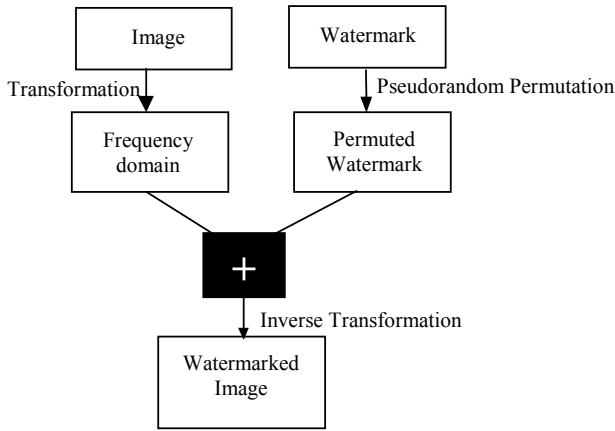 Image
Watermark
Transformation
Pseudorandom Permutation
Frequency
domain
Permuted
Watermark
+
Inverse Transformation
Watermarked
Image